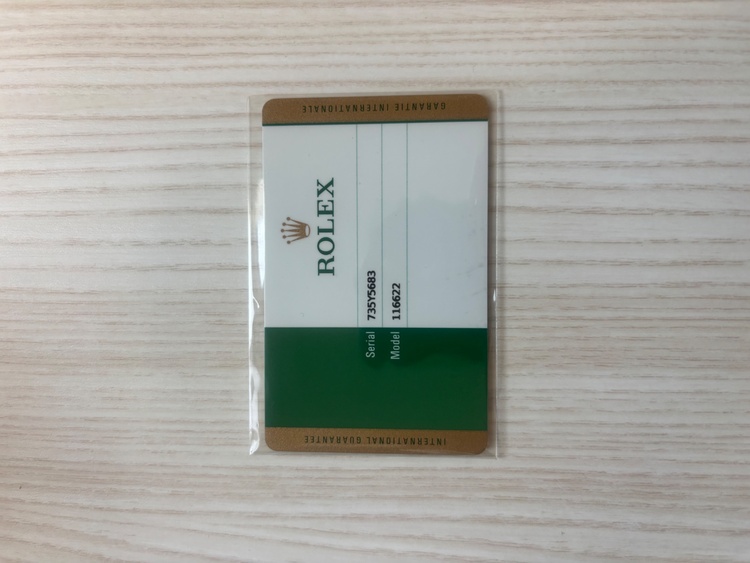 GARANTIE INTERNATIONALE
ROLEX
Serial 735Y5683
Model 116622
INTERNATIONAL GUARANTEE